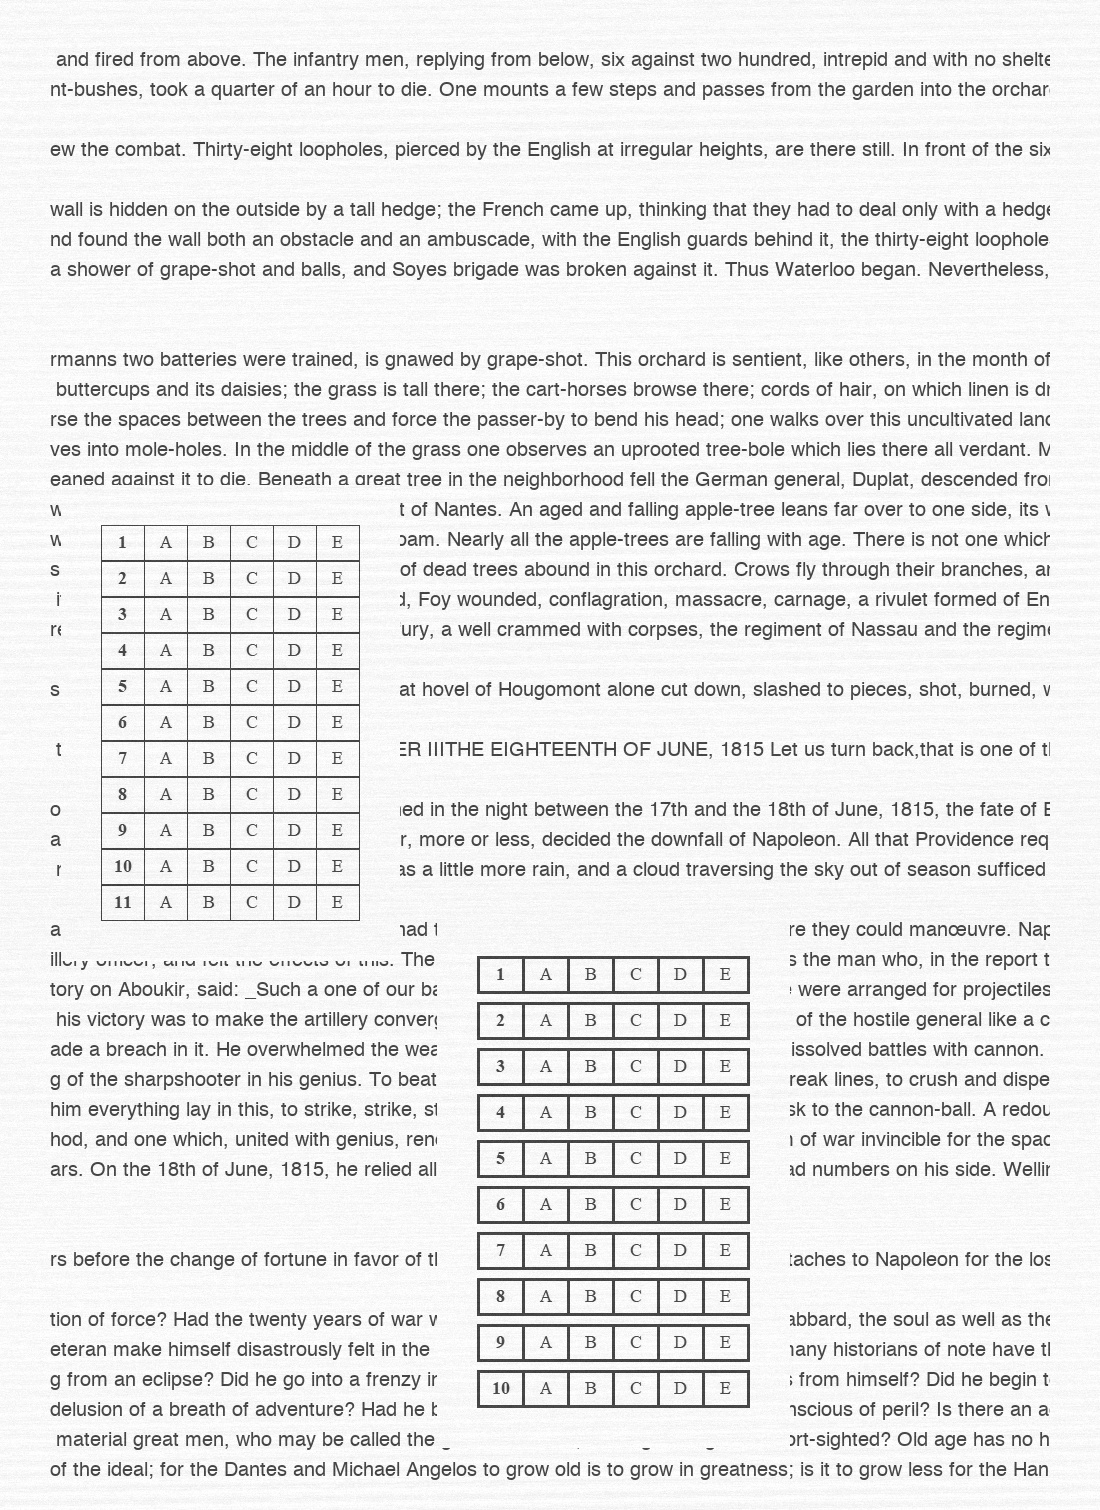 and fired from above. The infantry men, replying from below, six against two hundred, intrepid and with no shelte
nt-bushes, took a quarter of an hour to die. One mounts a few steps and passes from the garden into the orchar
ew the combat. Thirty-eight loopholes, pierced by the English at irregular heights, are there still. In front of the six
wall is hidden on the outside by a tall hedge; the French came up, thinking that they had to deal only with a hedge
nd found the wall both an obstacle and an ambuscade, with the English guards behind it, the thirty-eight loophole
a shower of grape-shot and balls, and Soyes brigade was broken against it. Thus Waterloo began. Nevertheless,
rmanns two batteries were trained, is gnawed by grape-shot. This orchard is sentient, like others, in the month of
buttercups and its daisies; the grass is tall there; the cart-horses browse there; cords of hair, on which linen is dr
rse the spaces between the trees and force the passer-by to bend his head; one walks over this uncultivated land
ves into mole-holes. In the middle of the grass one observes an uprooted tree-bole which lies there all verdant. M
eaned against it to die. Beneath a great tree in the neighborhood fell the German general, Duplat, descended from
w t of Nantes. An aged and falling apple-tree leans far over to one side, its w
w oam. Nearly all the apple-trees are falling with age. There is not one which
s of dead trees abound in this orchard. Crows fly through their branches, an
if d, Foy wounded, conflagration, massacre, carnage, a rivulet formed of En
re ury, a well crammed with corpses, the regiment of Nassau and the regime
s at hovel of Hougomont alone cut down, slashed to pieces, shot, burned, w
t ER IIITHE EIGHTEENTH OF JUNE, 1815 Let us turn back,that is one of th
o ned in the night between the 17th and the 18th of June, 1815, the fate of E
a r, more or less, decided the downfall of Napoleon. All that Providence req
r as a little more rain, and a cloud traversing the sky out of season sufficed
1 A B C D E
2 A B C D E
3 A B C D E
4 A B C D E
5 A B C D E
6 A B C D E
7 A B C D E
8 A B C D E
9 A B C D E
10 A B C D E
11 A B C D E
a had t re they could manœuvre. Nap
illery officer, and felt the effects of this. The s the man who, in the report t
tory on Aboukir, said: _Such a one of our ba e were arranged for projectiles
his victory was to make the artillery converg of the hostile general like a c
ade a breach in it. He overwhelmed the wea issolved battles with cannon.
g of the sharpshooter in his genius. To beat reak lines, to crush and dispe
him everything lay in this, to strike, strike, st sk to the cannon-ball. A redou
hod, and one which, united with genius, rend n of war invincible for the spac
ars. On the 18th of June, 1815, he relied all ad numbers on his side. Wellin
rs before the change of fortune in favor of th taches to Napoleon for the los
tion of force? Had the twenty years of war w abbard, the soul as well as the
eteran make himself disastrously felt in the many historians of note have th
g from an eclipse? Did he go into a frenzy in s from himself? Did he begin to
delusion of a breath of adventure? Had he b nscious of peril? Is there an a
material great men, who may be called the ort-sighted? Old age has no h
of the ideal; for the Dantes and Michael Angelos to grow old is to grow in greatness; is it to grow less for the Han
1 A B C D E
2 A B C D E
3 A B C D E
4 A B C D E
5 A B C D E
6 A B C D E
7 A B C D E
8 A B C D E
9 A B C D E
10 A B C D E